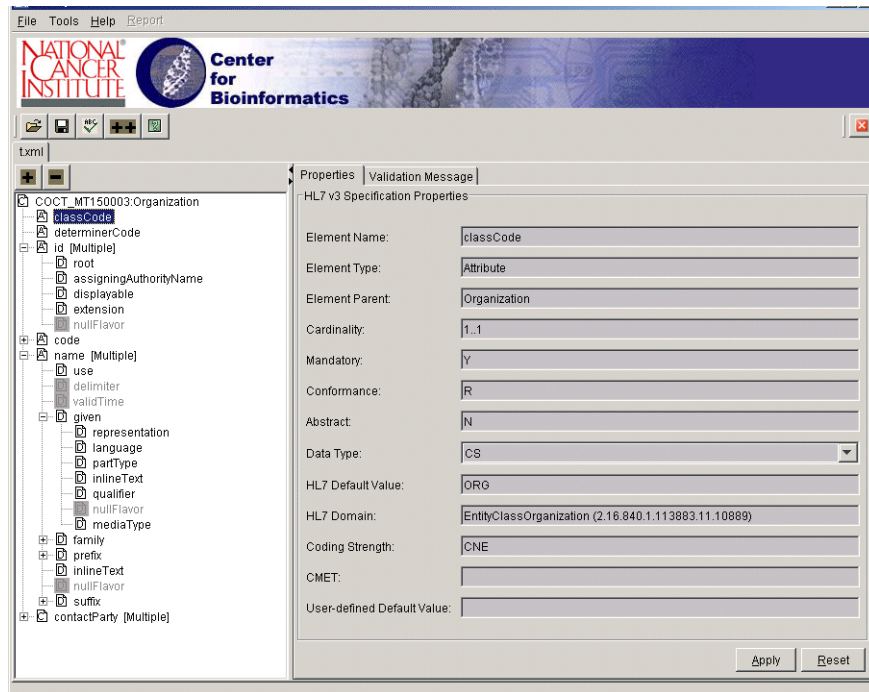 File Tools Help Report
NATIONAL
CANCER
INSTITUTE
Center
for
Bioinformatics
ABC
?
t.xml
Properties
Validation Message
HL7 v3 Specification Properties
COCT_MT150003:Organization
classCode
determinerCode
id [Multiple]
root
assigningAuthorityName
displayable
extension
nullFlavor
code
name [Multiple]
use
delimiter
validTime
given
representation
language
partType
inlineText
qualifier
nullFlavor
mediaType
family
prefix
inlineText
nullFlavor
suffix
contactParty [Multiple]
Element Name: classCode
Element Type: Attribute
Element Parent: Organization
Cardinality: 1..1
Mandatory: Y
Conformance: R
Abstract: N
Data Type: CS
HL7 Default Value: ORG
HL7 Domain: EntityClassOrganization (2.16.840.1.113883.11.10889)
Coding Strength: CNE
CMET:
User-defined Default Value:
Apply Reset